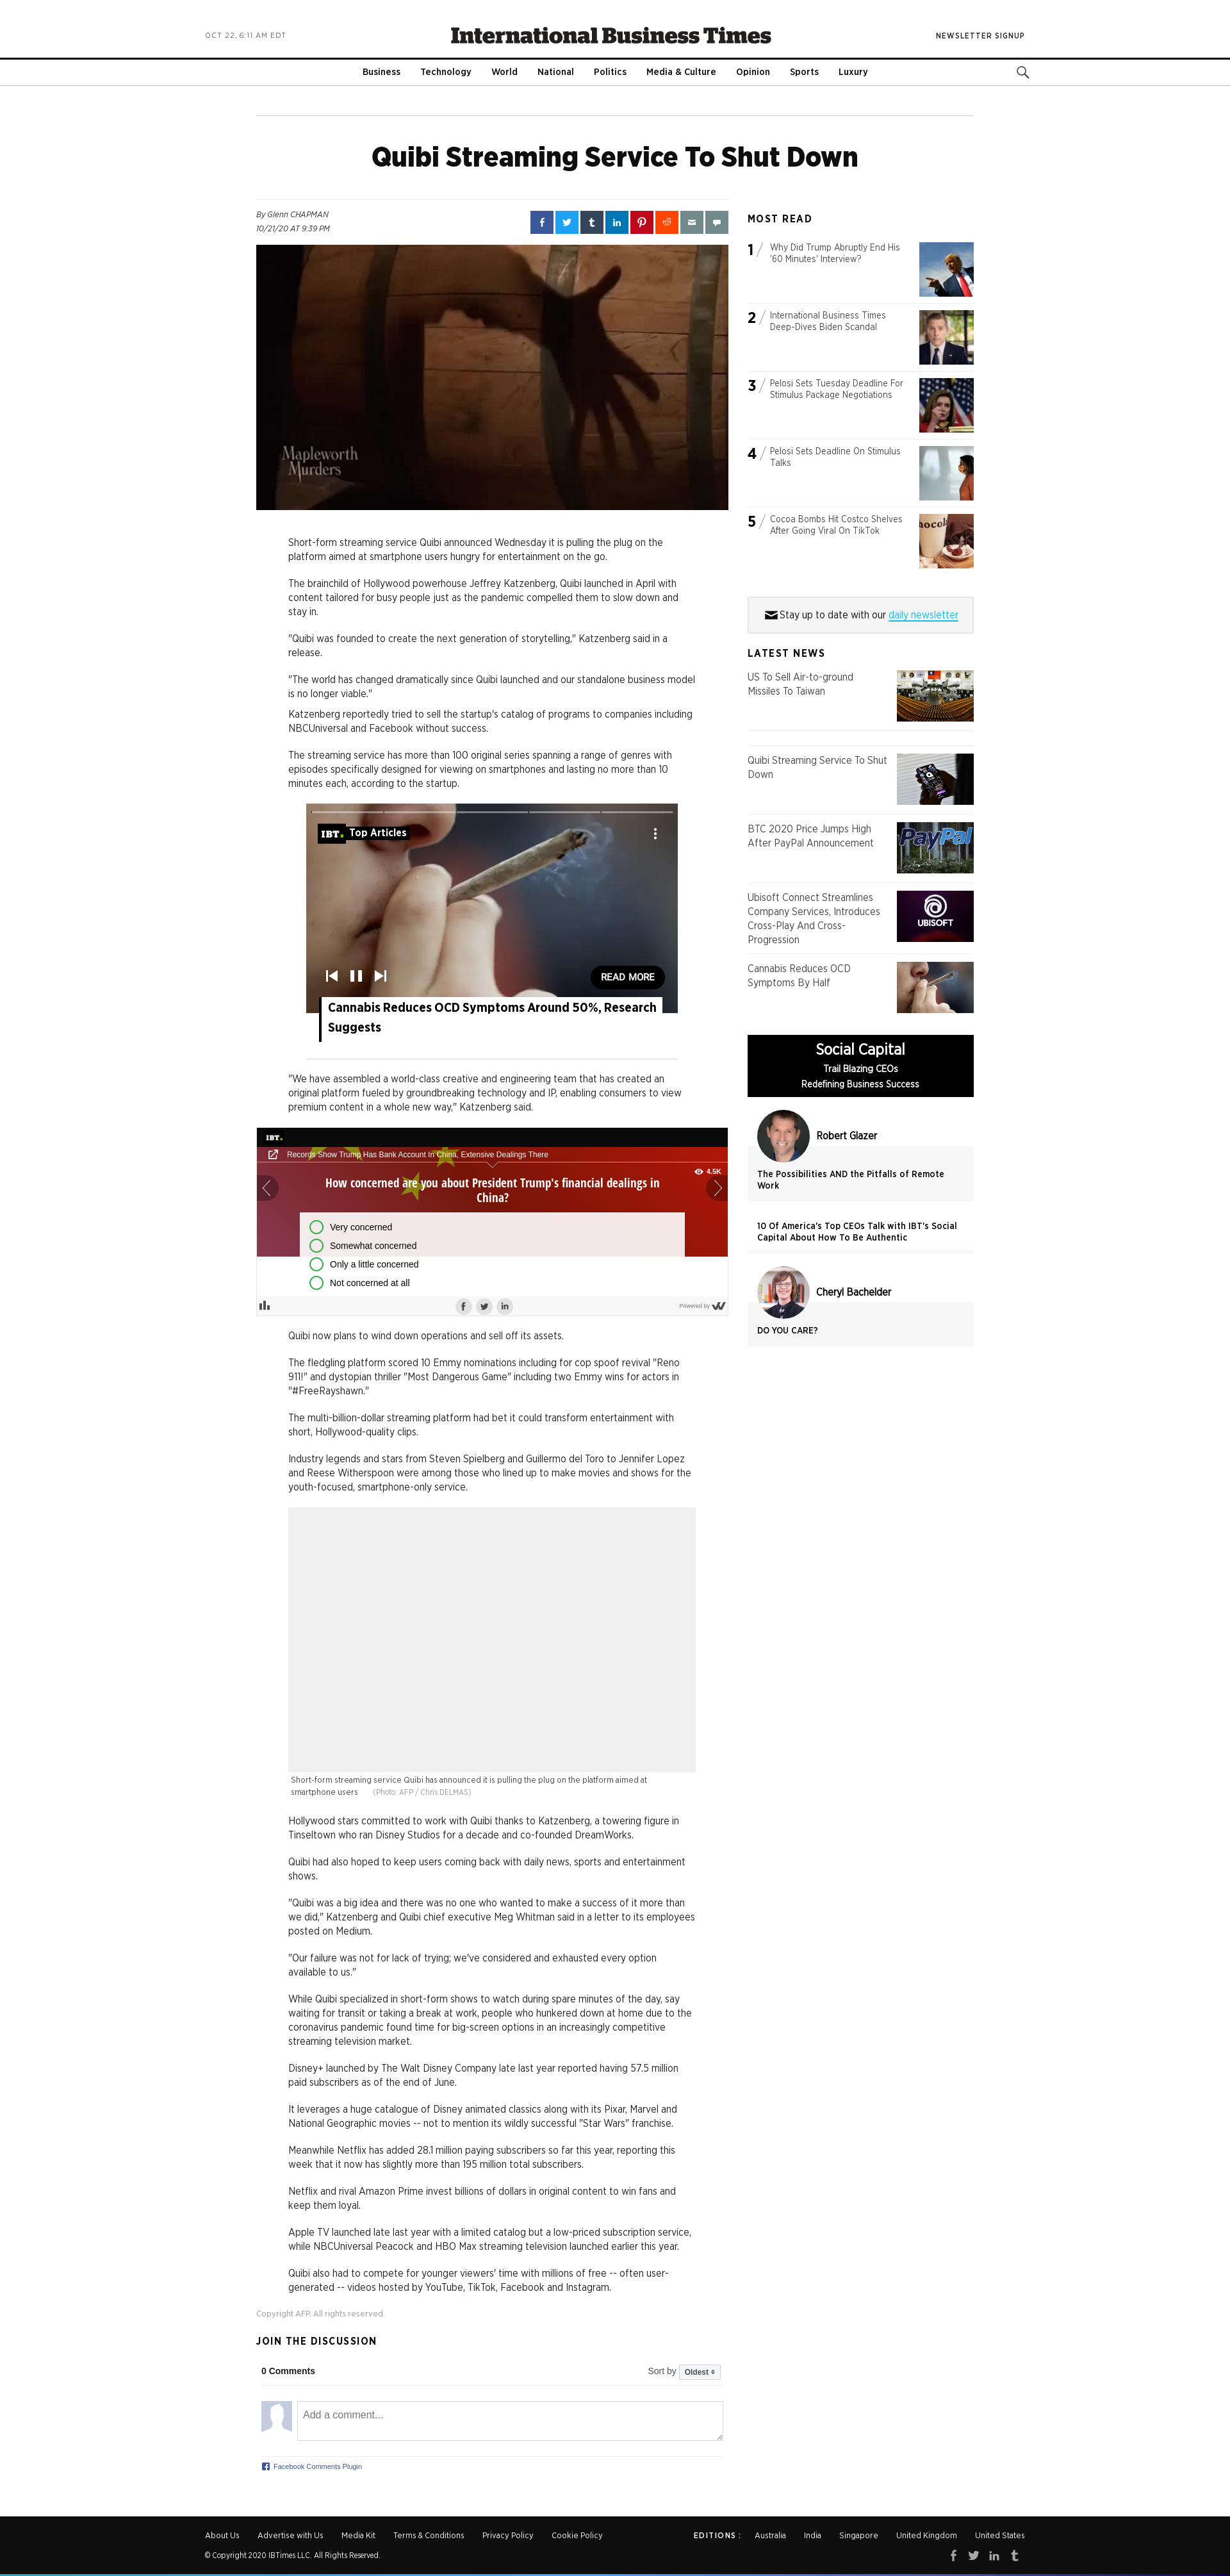 OCT 22, 6:11 AM EDT
International Business Times
NEWSLETTER SIGNUP
Business Technology World National Politics Media & Culture Opinion Sports Luxury
Quibi Streaming Service To Shut Down
By Glenn CHAPMAN
10/21/20 AT 9:39 PM
Mapleworth
Murders
Short-form streaming service Quibi announced Wednesday it is pulling the plug on the
platform aimed at smartphone users hungry for entertainment on the go.
The brainchild of Hollywood powerhouse Jeffrey Katzenberg, Quibi launched in April with
content tailored for busy people just as the pandemic compelled them to slow down and
stay in.
"Quibi was founded to create the next generation of storytelling," Katzenberg said in a
release.
"The world has changed dramatically since Quibi launched and our standalone business model
is no longer viable."
Katzenberg reportedly tried to sell the startup's catalog of programs to companies including
NBCUniversal and Facebook without success.
The streaming service has more than 100 original series spanning a range of genres with
episodes specifically designed for viewing on smartphones and lasting no more than 10
minutes each, according to the startup.
IBT. Top Articles
READ MORE
Cannabis Reduces OCD Symptoms Around 50%, Research
Suggests
"We have assembled a world-class creative and engineering team that has created an
original platform fueled by groundbreaking technology and IP, enabling consumers to view
premium content in a whole new way," Katzenberg said.
IBT.
Records Show Trump Has Bank Account In China, Extensive Dealings There
4.5K
How concerned are you about President Trump's financial dealings in
China?
Very concerned
Somewhat concerned
Only a little concerned
Not concerned at all
Powered by
Quibi now plans to wind down operations and sell off its assets.
The fledgling platform scored 10 Emmy nominations including for cop spoof revival "Reno
911!" and dystopian thriller "Most Dangerous Game" including two Emmy wins for actors in
"#FreeRayshawn."
The multi-billion-dollar streaming platform had bet it could transform entertainment with
short, Hollywood-quality clips.
Industry legends and stars from Steven Spielberg and Guillermo del Toro to Jennifer Lopez
and Reese Witherspoon were among those who lined up to make movies and shows for the
youth-focused, smartphone-only service.
Short-form streaming service Quibi has announced it is pulling the plug on the platform aimed at
smartphone users (Photo: AFP / Chris DELMAS)
Hollywood stars committed to work with Quibi thanks to Katzenberg, a towering figure in
Tinseltown who ran Disney Studios for a decade and co-founded DreamWorks.
Quibi had also hoped to keep users coming back with daily news, sports and entertainment
shows.
"Quibi was a big idea and there was no one who wanted to make a success of it more than
we did," Katzenberg and Quibi chief executive Meg Whitman said in a letter to its employees
posted on Medium.
"Our failure was not for lack of trying; we've considered and exhausted every option
available to us."
While Quibi specialized in short-form shows to watch during spare minutes of the day, say
waiting for transit or taking a break at work, people who hunkered down at home due to the
coronavirus pandemic found time for big-screen options in an increasingly competitive
streaming television market.
Disney+ launched by The Walt Disney Company late last year reported having 57.5 million
paid subscribers as of the end of June.
It leverages a huge catalogue of Disney animated classics along with its Pixar, Marvel and
National Geographic movies -- not to mention its wildly successful "Star Wars" franchise.
Meanwhile Netflix has added 28.1 million paying subscribers so far this year, reporting this
week that it now has slightly more than 195 million total subscribers.
Netflix and rival Amazon Prime invest billions of dollars in original content to win fans and
keep them loyal.
Apple TV launched late last year with a limited catalog but a low-priced subscription service,
while NBCUniversal Peacock and HBO Max streaming television launched earlier this year.
Quibi also had to compete for younger viewers' time with millions of free -- often user-
generated -- videos hosted by YouTube, TikTok, Facebook and Instagram.
Copyright AFP. All rights reserved.
JOIN THE DISCUSSION
0 Comments
Sort by Oldest
Add a comment...
Facebook Comments Plugin
MOST READ
1 / Why Did Trump Abruptly End His
'60 Minutes' Interview?
2 / International Business Times
Deep-Dives Biden Scandal
3 / Pelosi Sets Tuesday Deadline For
Stimulus Package Negotiations
4 / Pelosi Sets Deadline On Stimulus
Talks
5 / Cocoa Bombs Hit Costco Shelves
After Going Viral On TikTok
Stay up to date with our daily newsletter
LATEST NEWS
US To Sell Air-to-ground
Missiles To Taiwan
Quibi Streaming Service To Shut
Down
BTC 2020 Price Jumps High
After PayPal Announcement
PayPal
Ubisoft Connect Streamlines
Company Services, Introduces
Cross-Play And Cross-
Progression
UBISOFT
Cannabis Reduces OCD
Symptoms By Half
Social Capital
Trail Blazing CEOs
Redefining Business Success
Robert Glazer
The Possibilities AND the Pitfalls of Remote
Work
10 Of America's Top CEOs Talk with IBT's Social
Capital About How To Be Authentic
Cheryl Bachelder
DO YOU CARE?
About Us Advertise with Us Media Kit Terms & Conditions Privacy Policy Cookie Policy
EDITIONS : Australia India Singapore United Kingdom United States
© Copyright 2020 IBTimes LLC. All Rights Reserved.